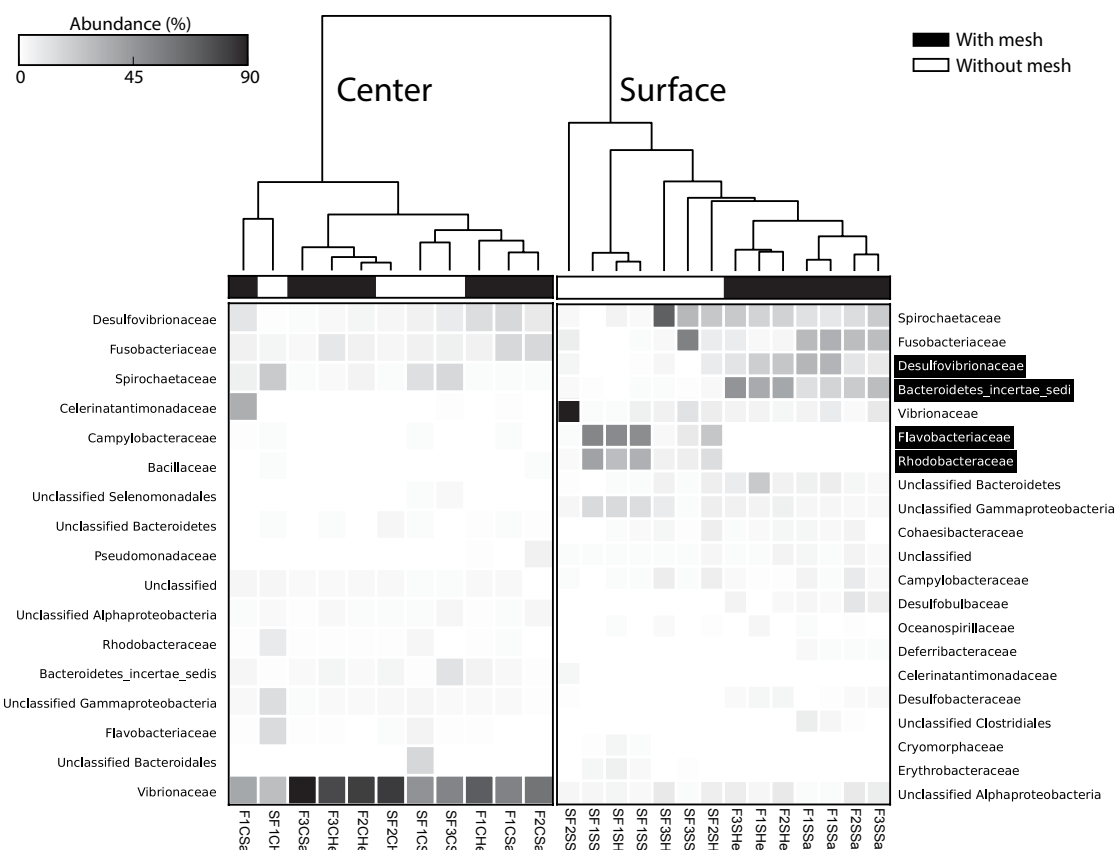 Abundance (%)
0 45 90
Center
Surface
With mesh
Without mesh
Desulfovibrionaceae
Fusobacteriaceae
Spirochaetaceae
Celerinatantimonadaceae
Campylobacteraceae
Bacillaceae
Unclassified Selenomonadales
Unclassified Bacteroidetes
Pseudomonadaceae
Unclassified
Unclassified Alphaproteobacteria
Rhodobacteraceae
Bacteroidetes_incertae_sedis
Unclassified Gammaproteobacteria
Flavobacteriaceae
Unclassified Bacteroidales
Vibrionaceae
Spirochaetaceae
Fusobacteriaceae
Desulfovibrionaceae
Bacteroidetes_incertae_sedi
Vibrionaceae
Flavobacteriaceae
Rhodobacteraceae
Unclassified Bacteroidetes
Unclassified Gammaproteobacteria
Cohaesibacteraceae
Unclassified
Campylobacteraceae
Desulfobulbaceae
Oceanospirillaceae
Deferribacteraceae
Celerinatantimonadaceae
Desulfobacteraceae
Unclassified Clostridiales
Cryomorphaceae
Erythrobacteraceae
Unclassified Alphaproteobacteria
F1CSa
SF1CH
F3CSa
F3CHe
F2CHe
SF2CH
SF1CS
SF3CS
F1CHe
F1CSa
F2CSa
SF2SS
SF1SS
SF1SH
SF1SS
SF3SH
SF3SS
SF2SH
F3SHe
F1SHe
F2SHe
F1SSa
F1SSa
F2SSa
F3SSa